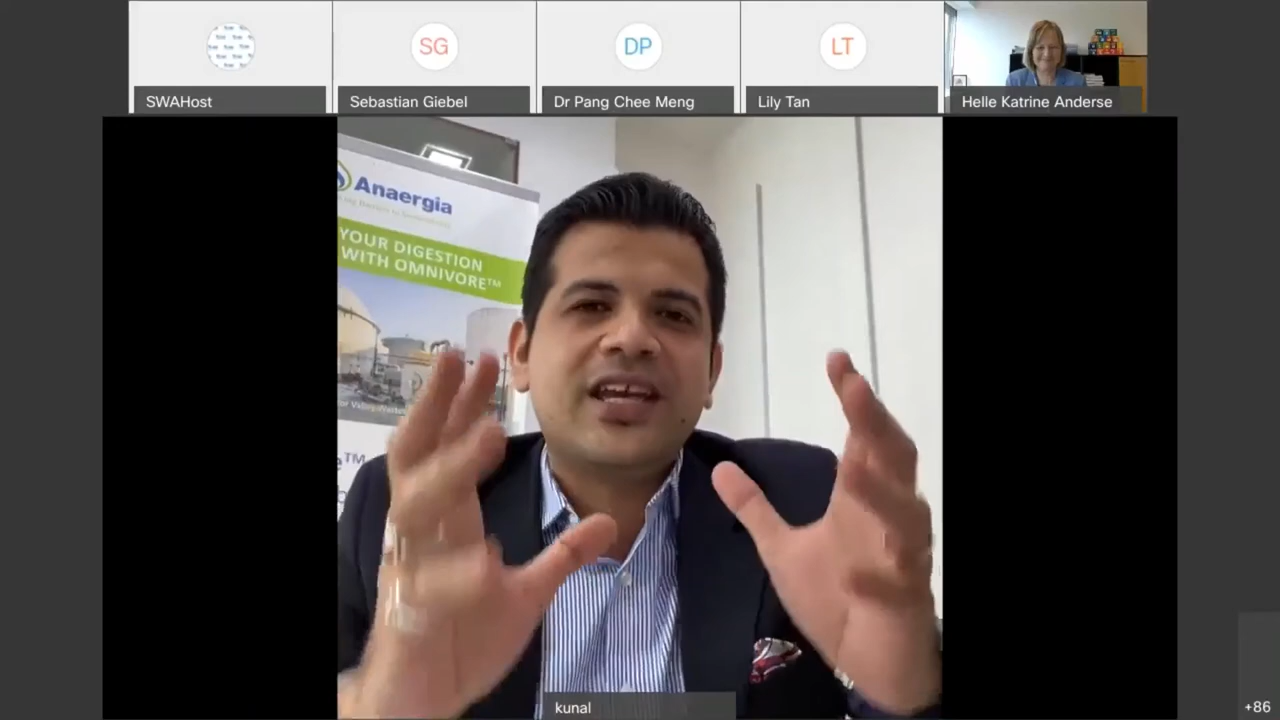 SG
DP
LT
SWAHost
Sebastian Giebel
Dr Pang Chee Meng
Lily Tan
Helle Katrine Anderse
Anaergia
YOUR DIGESTION
WITH OMNIVORE™
kunal
+86